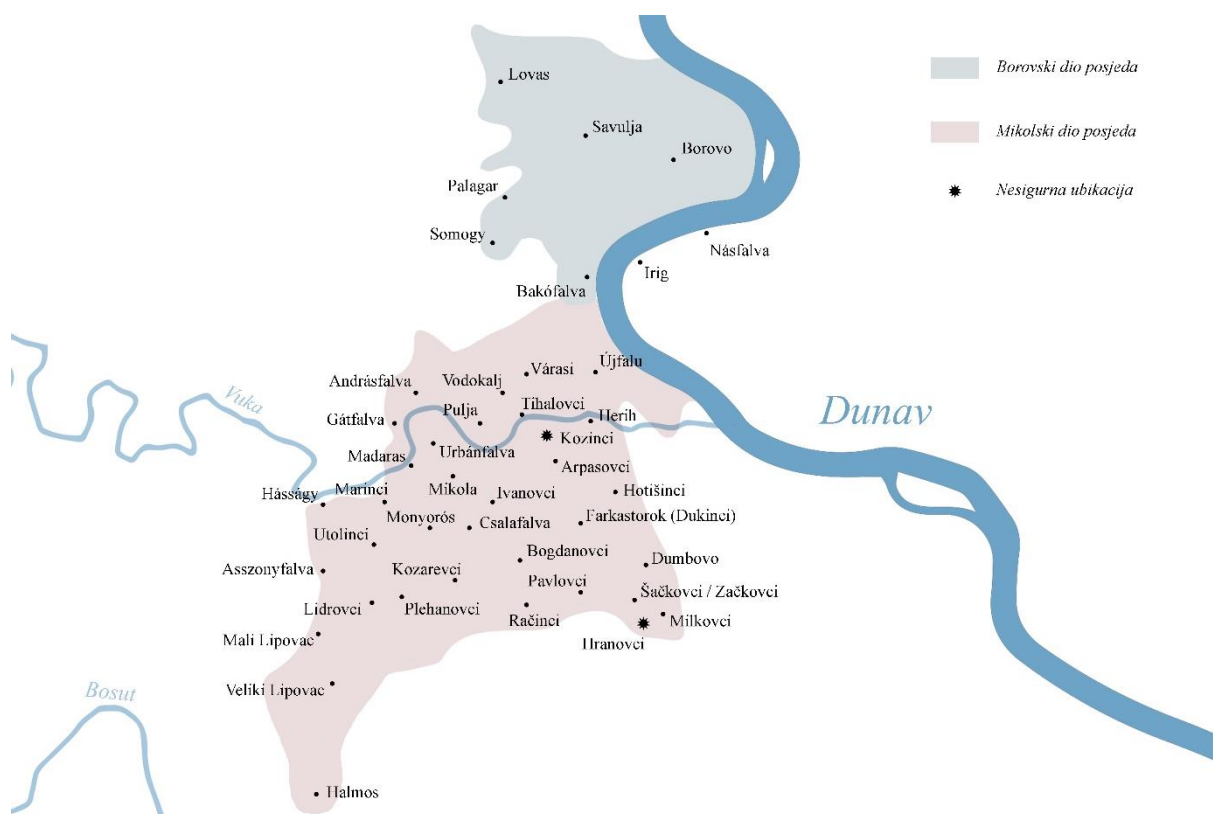 Lovas
Borovski dio posjeda
Savulja
Mikolski dio posjeda
Borovo
Palagar
Nesigurna ubikacija
Somogy
Násfalva
Irig
Bakófalva
Újfalu
Várasi
Andrásfalva
Vodokalj
Vuka
Tihalovci
Dunav
Gátfalva
Pulja
Herih
Kozinci
Urbánfalva
Madaras
Arpasovci
Mikola
Hásságy
Marinci
Ivanovci
Hotišinci
Monyorós
Csalafalva
Farkastorok (Dukinci)
Utolinci
Bogdanovci
Dumbovo
Asszonyfalva
Kozarevci
Pavlovci
Šačkovci / Začkovci
Lidrovci
Plehanovci
Račinci
Milkovci
Mali Lipovac
Hranovci
Veliki Lipovac
Bosut
Halmos